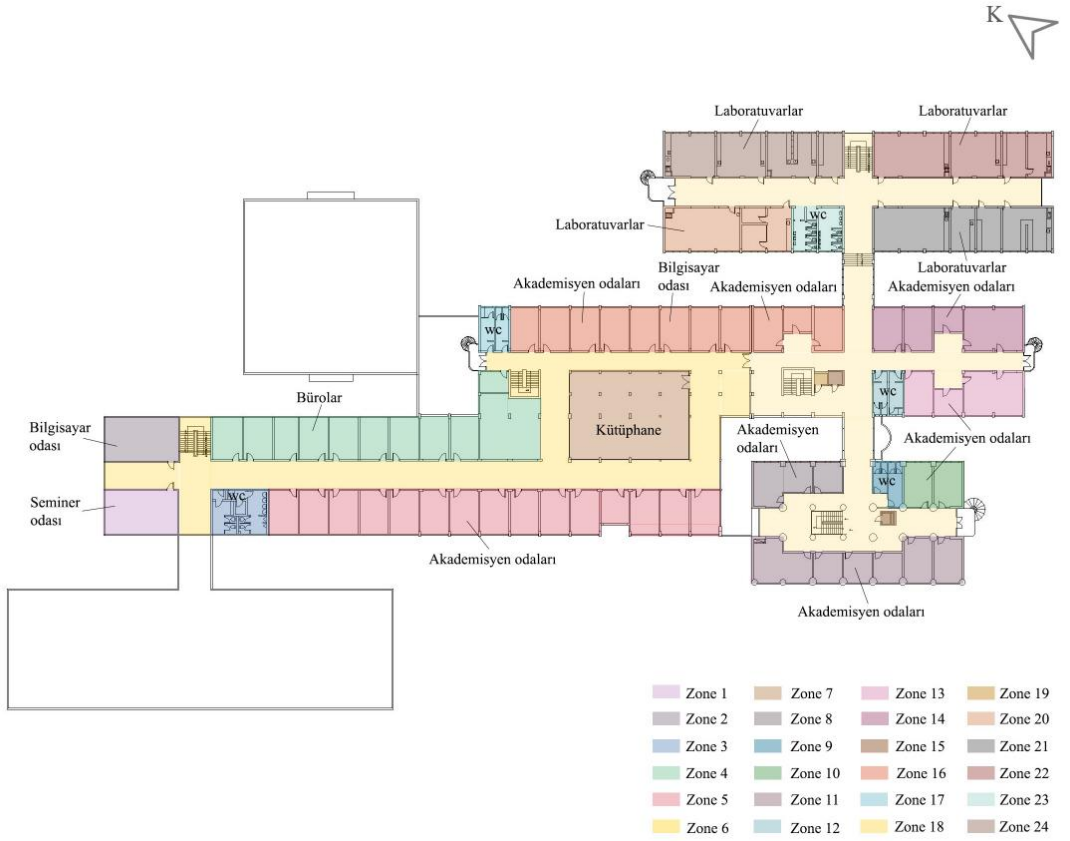 K
Laboratuvarlar
Laboratuvarlar
wc
Laboratuvarlar
Laboratuvarlar
Bilgisayar
odası
Akademisyen odaları
Akademisyen odaları
Akademisyen odaları
wc
wc
Bürolar
Kütüphane
Bilgisayar
odası
Akademisyen
odaları
Akademisyen odaları
wc
wc
Seminer
odası
Akademisyen odaları
Akademisyen odaları
Zone 1
Zone 2
Zone 3
Zone 4
Zone 5
Zone 6
Zone 7
Zone 8
Zone 9
Zone 10
Zone 11
Zone 12
Zone 13
Zone 14
Zone 15
Zone 16
Zone 17
Zone 18
Zone 19
Zone 20
Zone 21
Zone 22
Zone 23
Zone 24